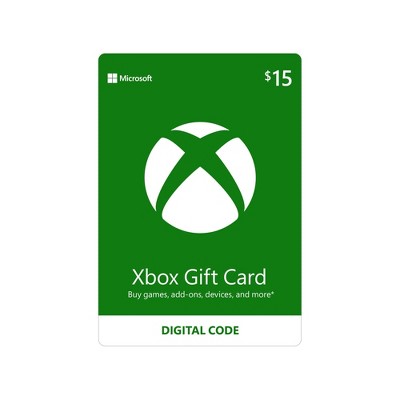 Microsoft
$15
Xbox Gift Card
Buy games, add-ons, devices, and more*
DIGITAL CODE